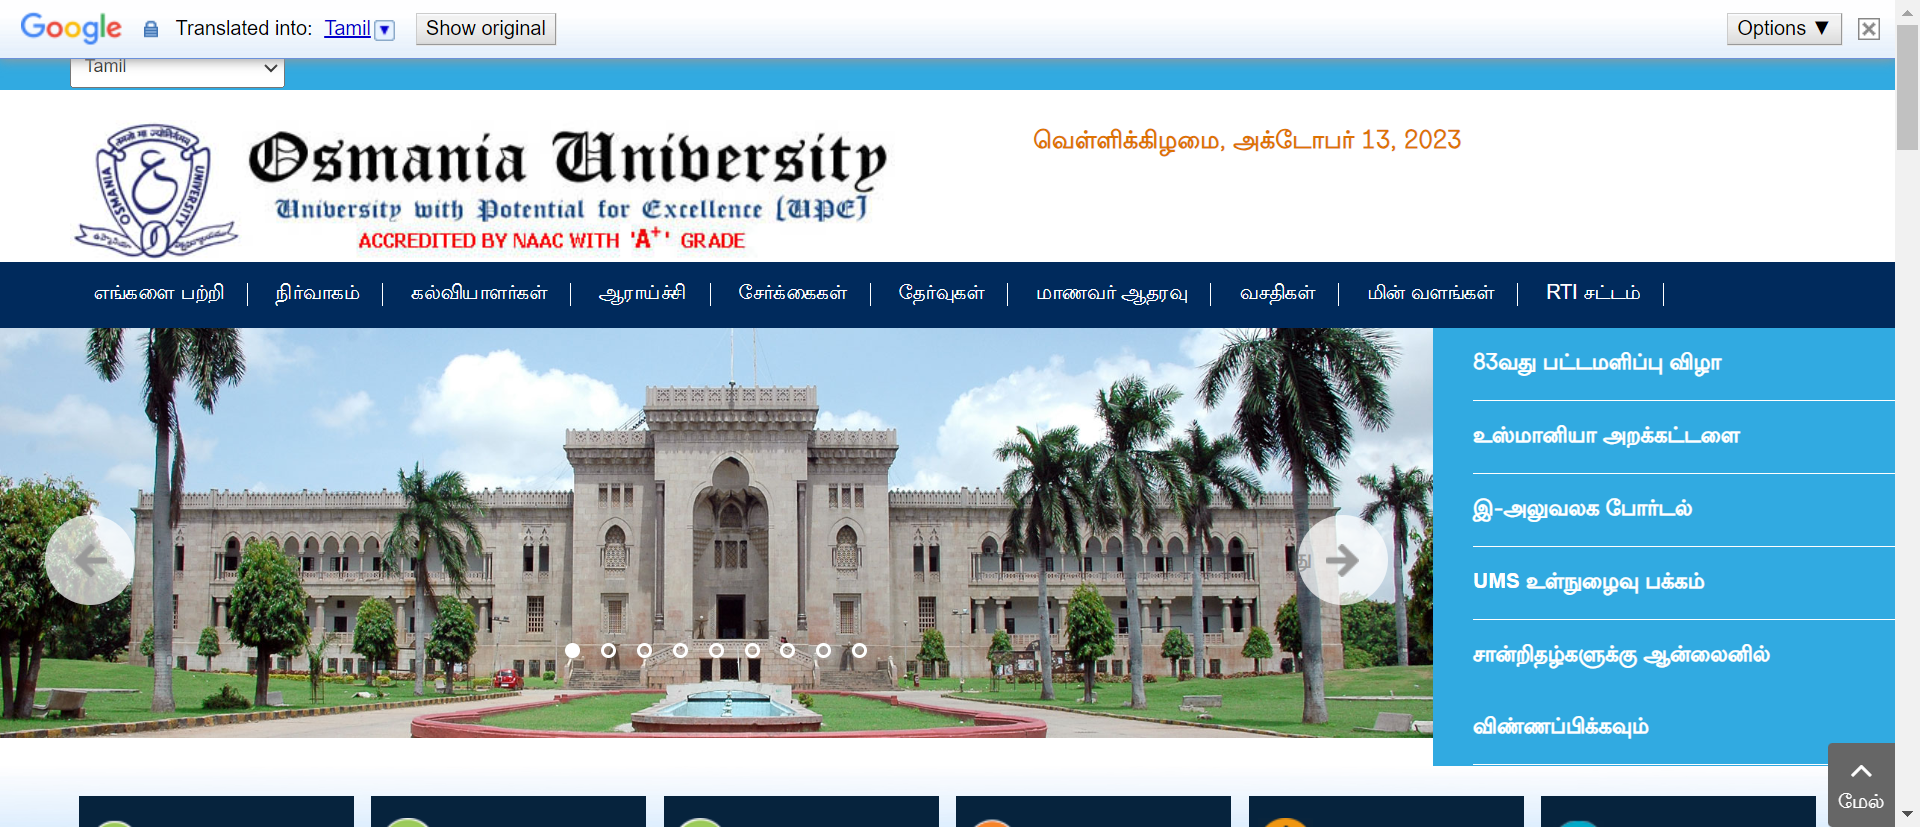 Google Translated into: Tamil Show original Options ▼
Tamil
OSMANIA UNIVERSITY
Osmania University
University with Potential for Excellence [UPE]
ACCREDITED BY NAAC WITH 'A+' GRADE
வெள்ளிக்கிழமை, அக்டோபர் 13, 2023
எங்களை பற்றி நிர்வாகம் கல்வியாளர்கள் ஆராய்ச்சி சேர்க்கைகள் தேர்வுகள் மாணவர் ஆதரவு வசதிகள் மின் வளங்கள் RTI சட்டம்
83வது பட்டமளிப்பு விழா
உஸ்மானியா அறக்கட்டளை
இ-அலுவலக போர்டல்
UMS உள்நுழைவு பக்கம்
சான்றிதழ்களுக்கு ஆன்லைனில்
விண்ணப்பிக்கவும்
து
மேல்